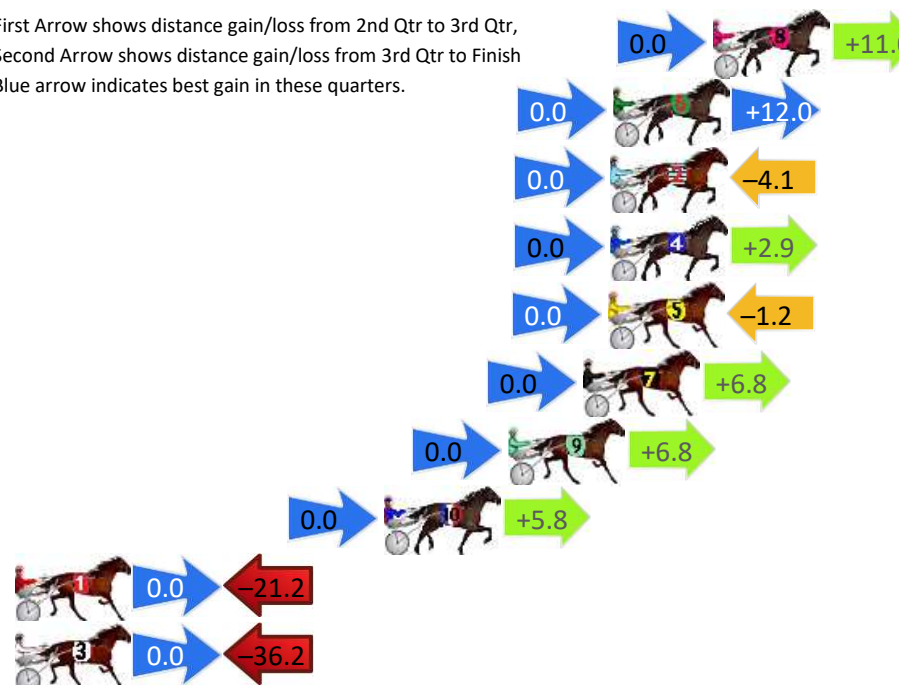 First Arrow shows distance gain/loss from 2nd Qtr to 3rd Qtr,
Second Arrow shows distance gain/loss from 3rd Qtr to Finish
Blue arrow indicates best gain in these quarters.
0.0 8 +11.0
0.0 6 +12.0
0.0 2 –4.1
0.0 4 +2.9
0.0 5 –1.2
0.0 7 +6.8
0.0 9 +6.8
0.0 10 +5.8
1 0.0 –21.2
3 0.0 –36.2